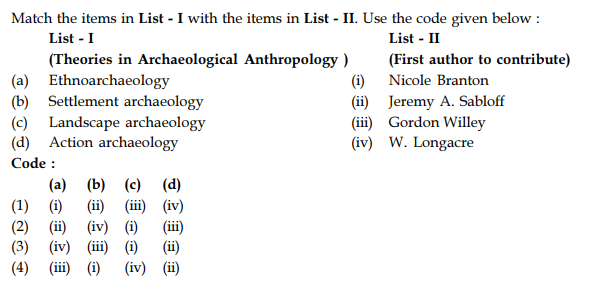 Match the items in List - I with the items in List - II. Use the code given below :
List - I List - II
(Theories in Archaeological Anthropology ) (First author to contribute)
(a) Ethnoarchaeology (i) Nicole Branton
(b) Settlement archaeology (ii) Jeremy A. Sabloff
(c) Landscape archaeology (iii) Gordon Willey
(d) Action archaeology (iv) W. Longacre
Code :
(a) (b) (c) (d)
(1) (i) (ii) (iii) (iv)
(2) (ii) (iv) (i) (iii)
(3) (iv) (iii) (i) (ii)
(4) (iii) (i) (iv) (ii)